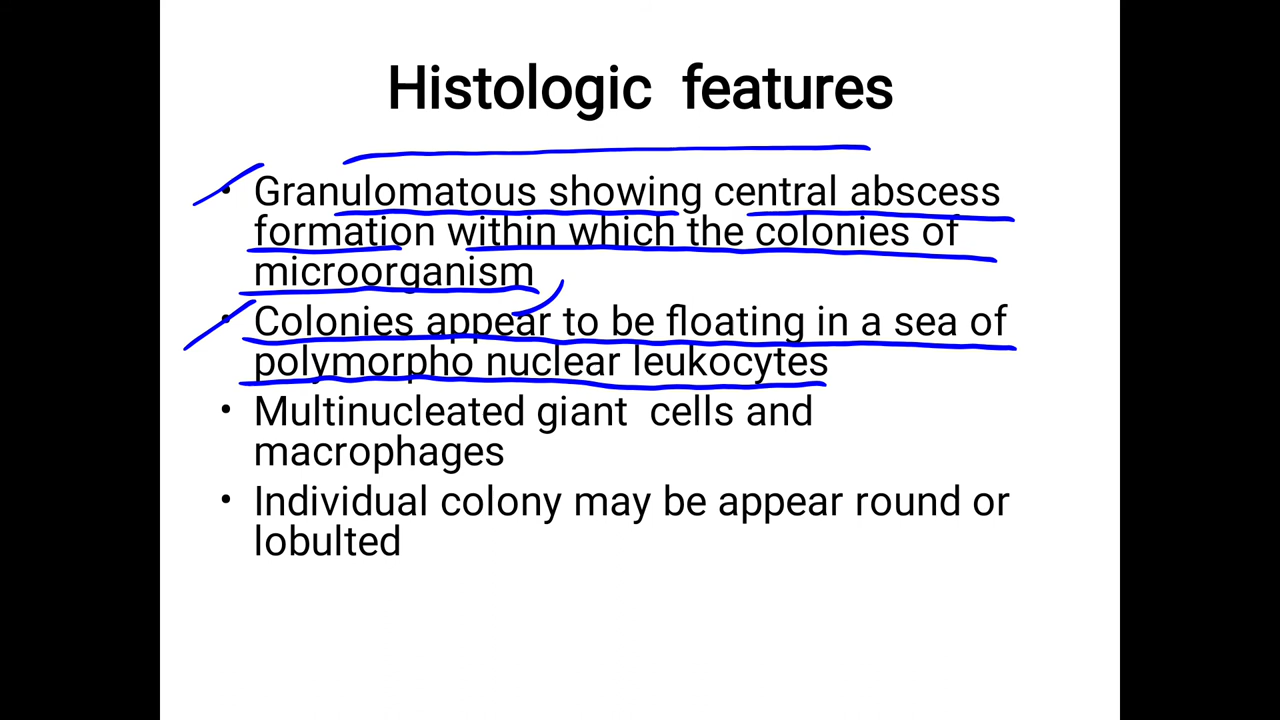 Histologic features
• Granulomatous showing central abscess
formation within which the colonies of
microorganism
• Colonies appear to be floating in a sea of
polymorpho nuclear leukocytes
• Multinucleated giant cells and
macrophages
• Individual colony may be appear round or
lobulted